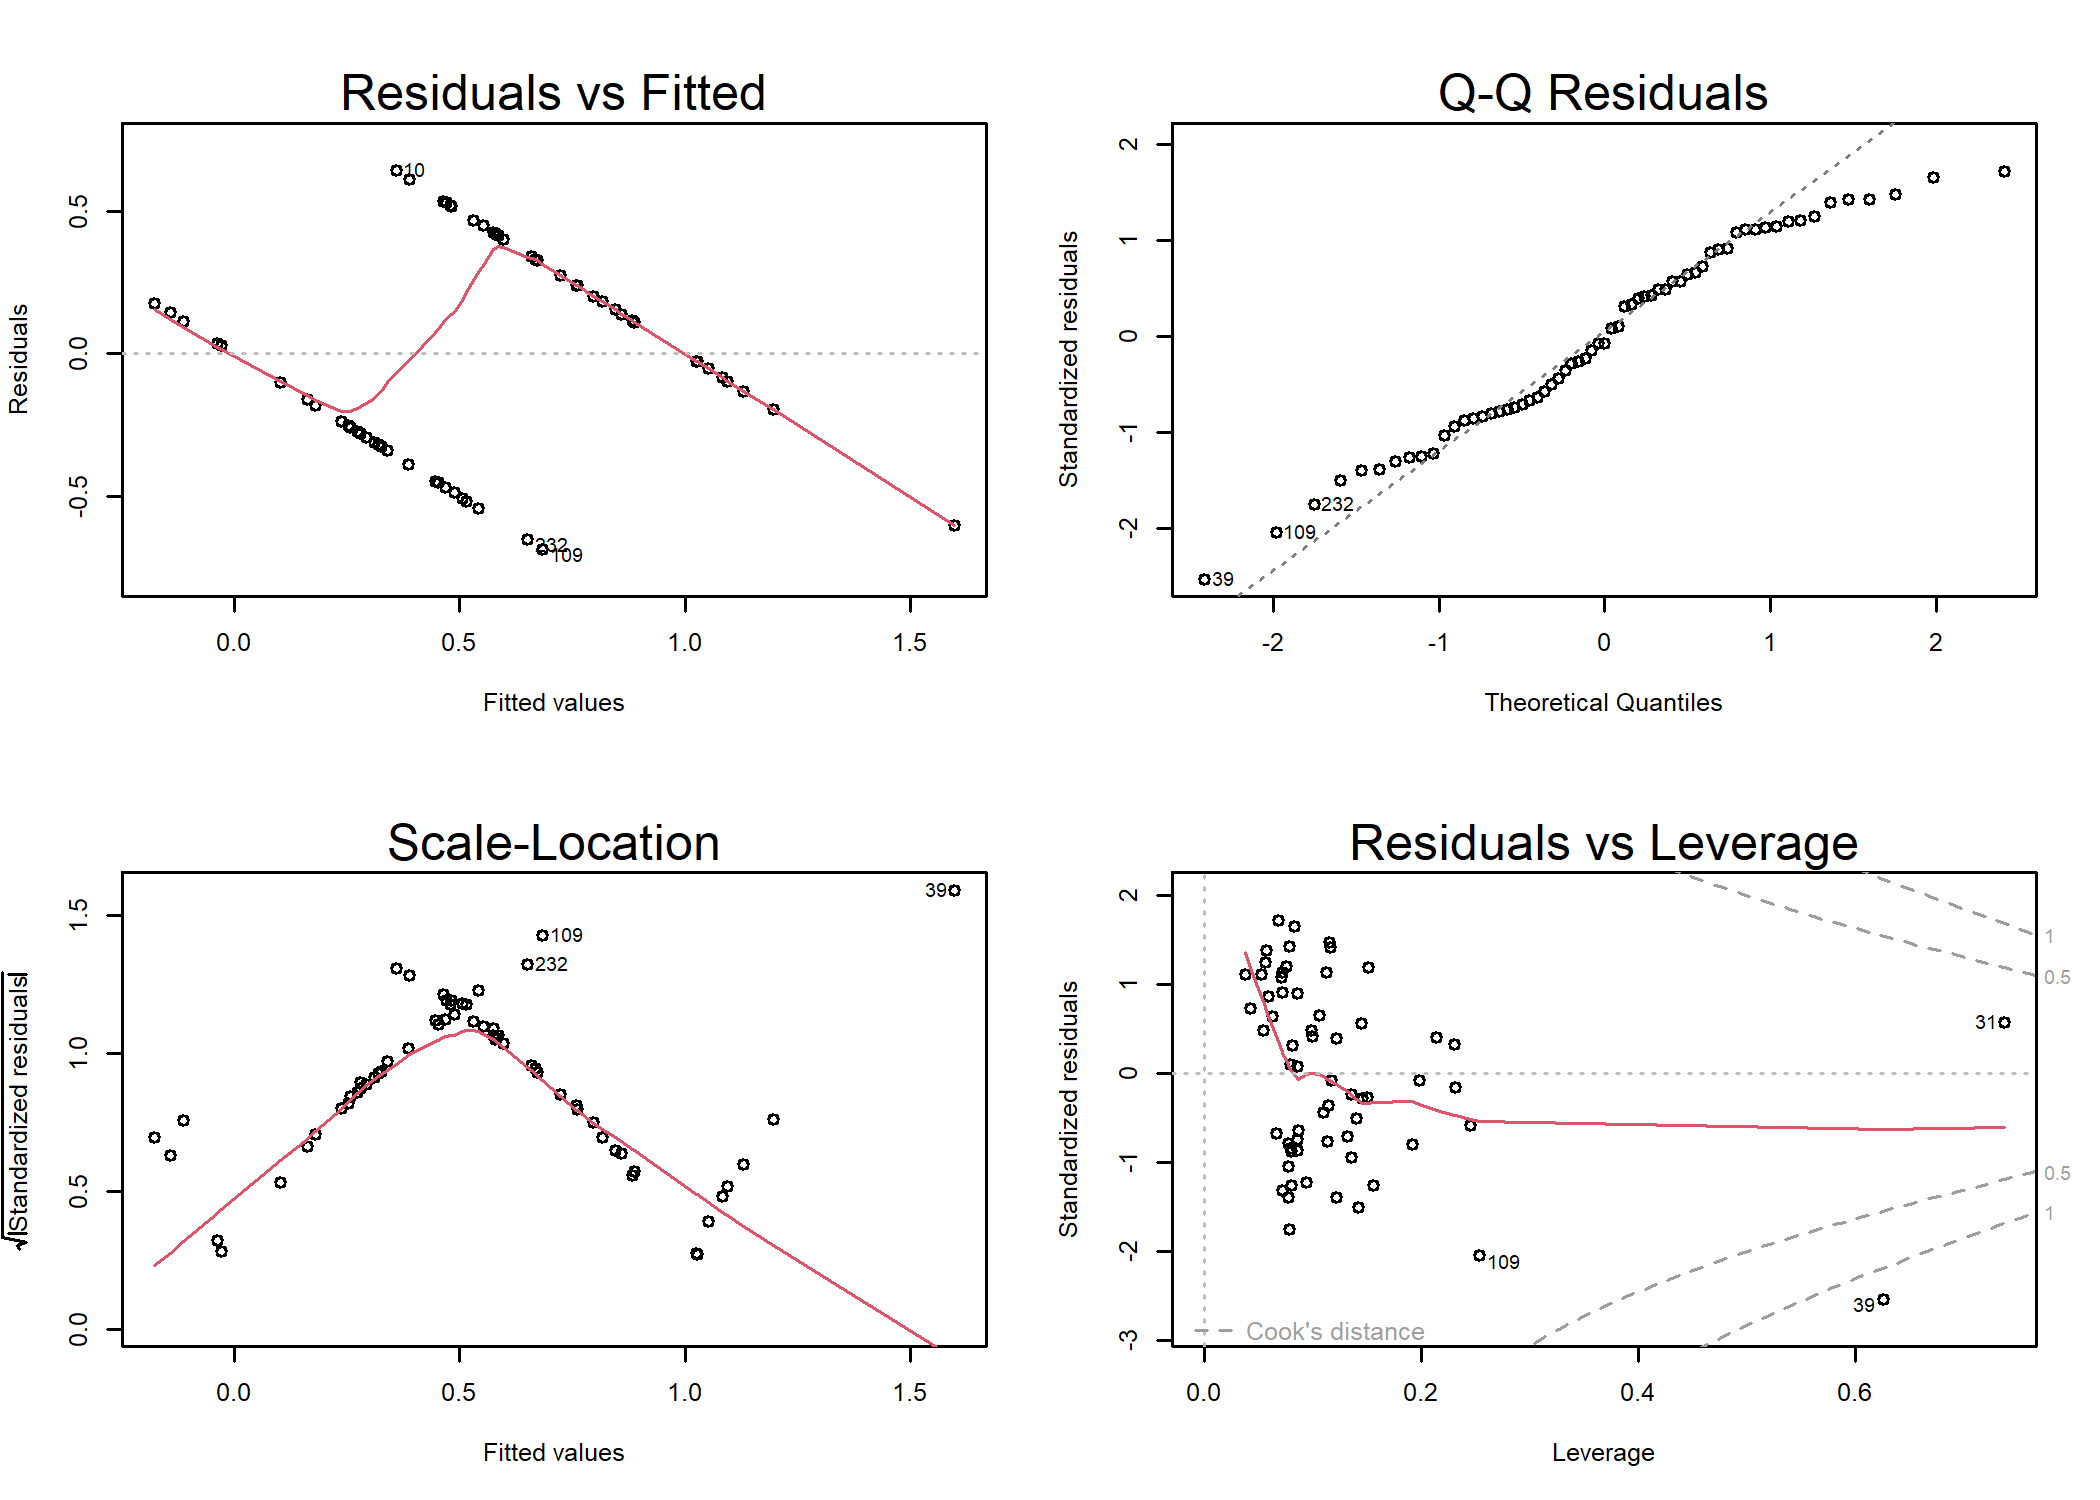 Residuals vs Fitted
Residuals
0.5
0.0
-0.5
10
232
109
0.0 0.5 1.0 1.5
Fitted values
Q-Q Residuals
Standardized residuals
2
1
0
-1
-2
232
109
39
-2 -1 0 1 2
Theoretical Quantiles
Scale-Location
√|Standardized residuals|
1.5
1.0
0.5
0.0
39
109
232
0.0 0.5 1.0 1.5
Fitted values
Residuals vs Leverage
Standardized residuals
2
1
0
-1
-2
-3
1
0.5
31
0.5
1
109
39
Cook's distance
0.0 0.2 0.4 0.6
Leverage